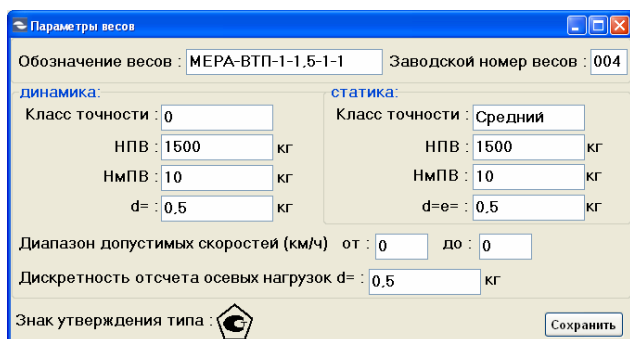 Параметры весов
Обозначение весов : МЕРА-ВТП-1-1,5-1-1 Заводской номер весов : 004
динамика: статика:
Класс точности : 0 Класс точности : Средний
НПВ : 1500 кг НПВ : 1500 кг
НмПВ : 10 кг НмПВ : 10 кг
d= : 0,5 кг d=e= : 0,5 кг
Диапазон допустимых скоростей (км/ч) от : 0 до : 0
Дискретность отсчета осевых нагрузок d= : 0,5 кг
Знак утверждения типа : Сохранить